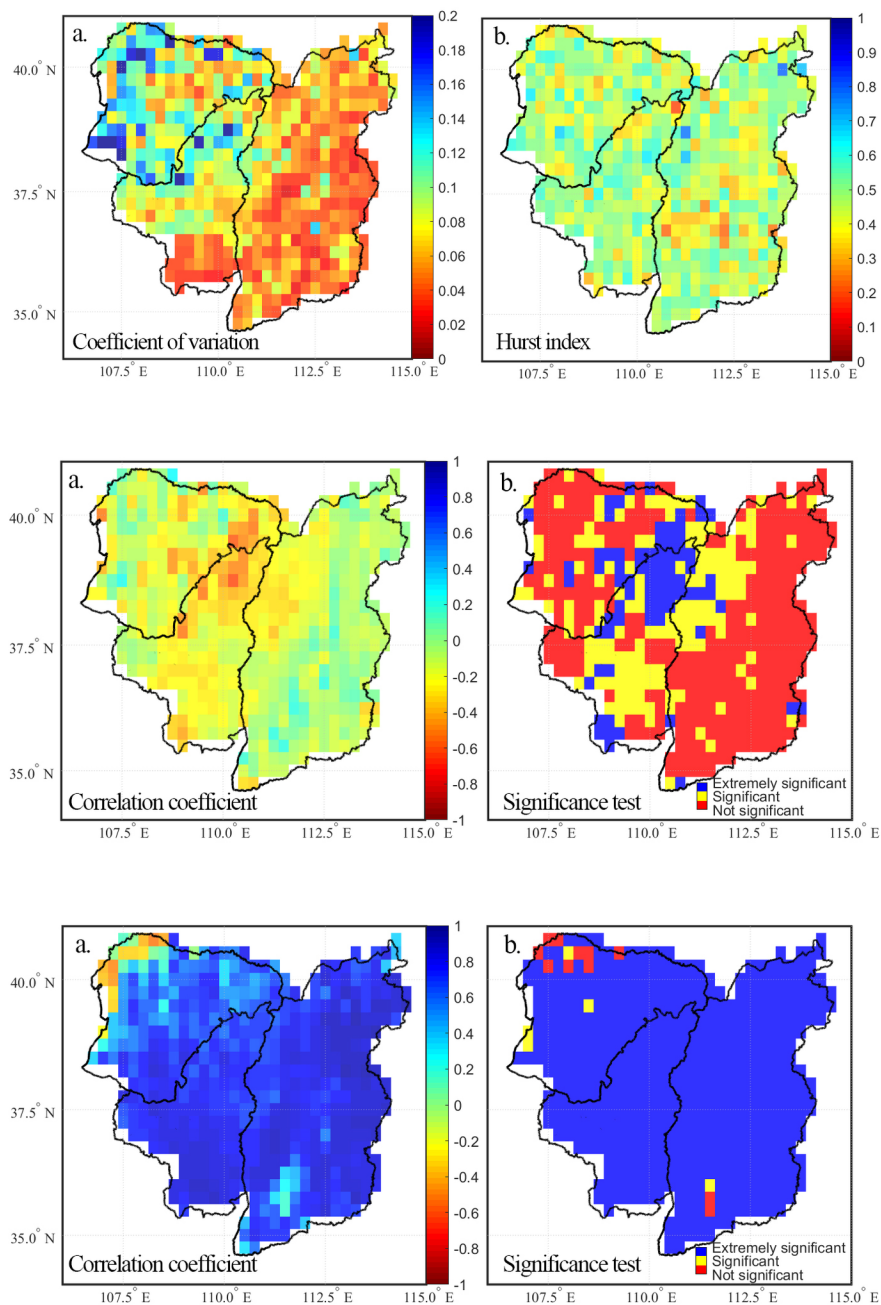 a.
40.0° N
37.5° N
35.0° N
Coefficient of variation
107.5° E 110.0° E 112.5° E 115.0° E
0.2
0.18
0.16
0.14
0.12
0.1
0.08
0.06
0.04
0.02
0
b.
Hurst index
107.5° E 110.0° E 112.5° E 115.0° E
1
0.9
0.8
0.7
0.6
0.5
0.4
0.3
0.2
0.1
0
a.
40.0° N
37.5° N
35.0° N
Correlation coefficient
107.5° E 110.0° E 112.5° E 115.0° E
1
0.8
0.6
0.4
0.2
0
-0.2
-0.4
-0.6
-0.8
-1
b.
Extremely significant
Significant
Not significant
Significance test
107.5° E 110.0° E 112.5° E 115.0° E
a.
40.0° N
37.5° N
35.0° N
Correlation coefficient
107.5° E 110.0° E 112.5° E 115.0° E
1
0.8
0.6
0.4
0.2
0
-0.2
-0.4
-0.6
-0.8
-1
b.
Extremely significant
Significant
Not significant
Significance test
107.5° E 110.0° E 112.5° E 115.0° E